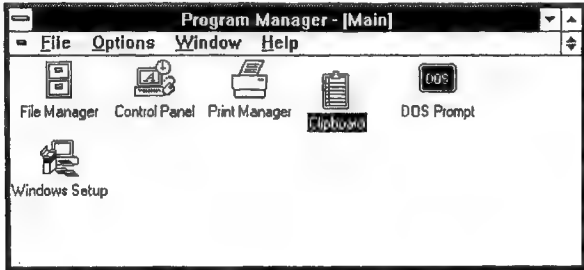 Program Manager - [Main]
File Options Window Help
File Manager Control Panel Print Manager Clipboard DOS Prompt
DOS
Windows Setup